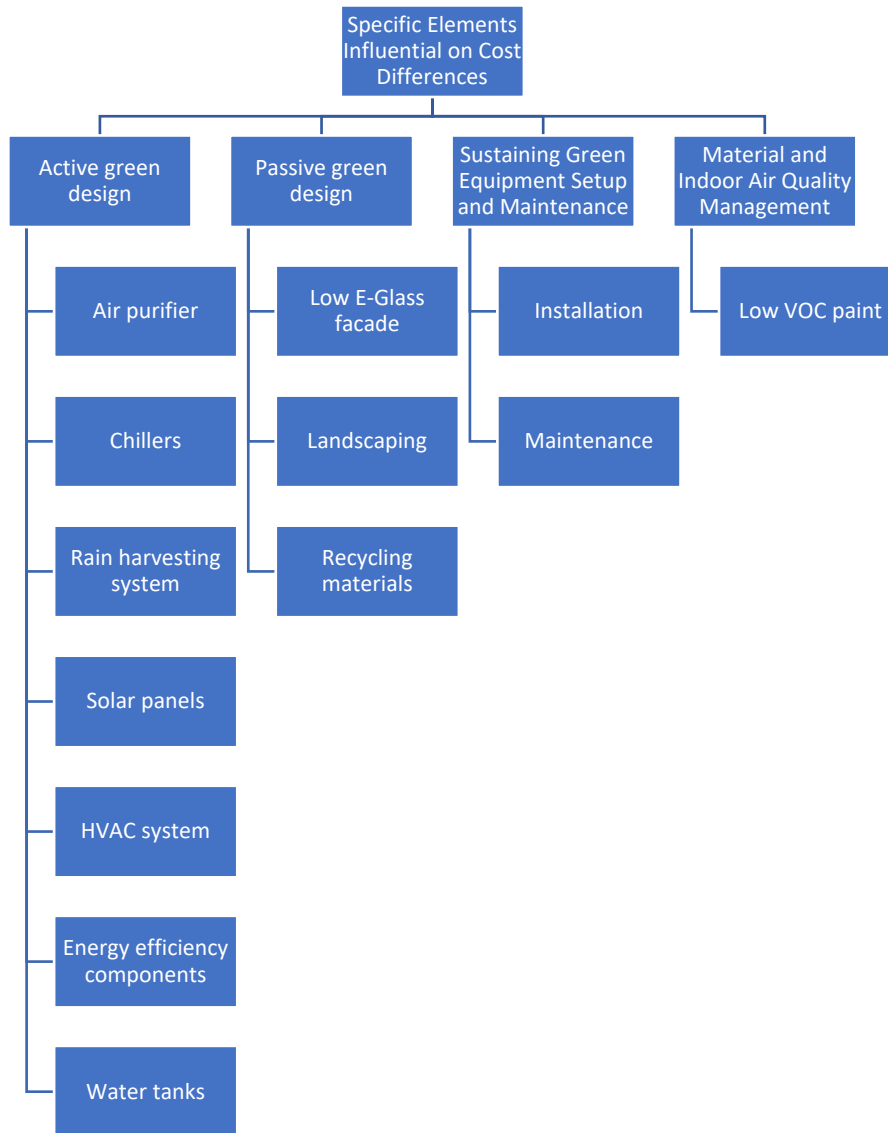 Specific Elements
Influential on Cost
Differences
Active green
design
Passive green
design
Sustaining Green
Equipment Setup
and Maintenance
Material and
Indoor Air Quality
Management
Air purifier
Chillers
Rain harvesting
system
Solar panels
HVAC system
Energy efficiency
components
Water tanks
Low E-Glass
facade
Landscaping
Recycling
materials
Installation
Maintenance
Low VOC paint